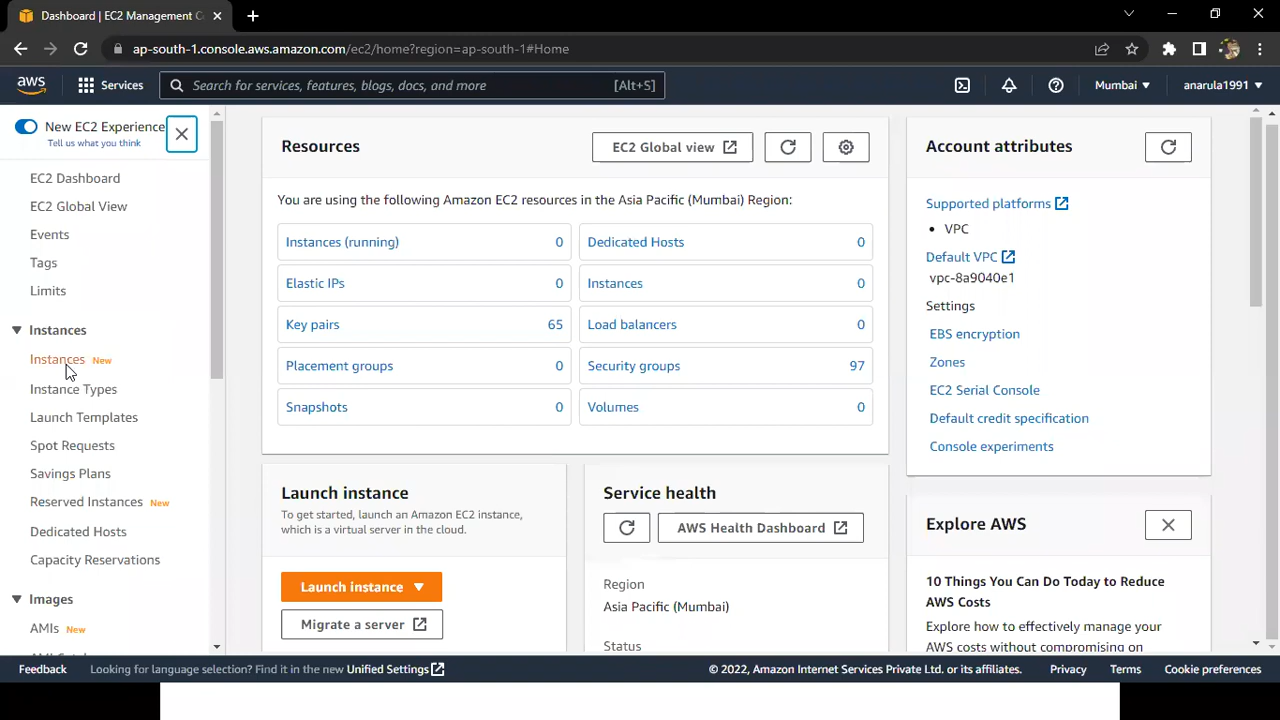 Dashboard | EC2 Management Co
ap-south-1.console.aws.amazon.com/ec2/home?region=ap-south-1#Home
aws
Services
Search for services, features, blogs, docs, and more
[Alt+S]
Mumbai
anarula1991
New EC2 Experience
Tell us what you think
EC2 Dashboard
EC2 Global View
Events
Tags
Limits
Instances
Instances New
Instance Types
Launch Templates
Spot Requests
Savings Plans
Reserved Instances New
Dedicated Hosts
Capacity Reservations
Images
AMIs New
Resources
EC2 Global view
You are using the following Amazon EC2 resources in the Asia Pacific (Mumbai) Region:
Instances (running) 0
Dedicated Hosts 0
Elastic IPs 0
Instances 0
Key pairs 65
Load balancers 0
Placement groups 0
Security groups 97
Snapshots 0
Volumes 0
Launch instance
To get started, launch an Amazon EC2 instance,
which is a virtual server in the cloud.
Launch instance
Migrate a server
Service health
AWS Health Dashboard
Region
Asia Pacific (Mumbai)
Status
Account attributes
Supported platforms
• VPC
Default VPC
vpc-8a9040e1
Settings
EBS encryption
Zones
EC2 Serial Console
Default credit specification
Console experiments
Explore AWS
10 Things You Can Do Today to Reduce
AWS Costs
Explore how to effectively manage your
AWS costs without compromising on
Feedback
Looking for language selection? Find it in the new Unified Settings
© 2022, Amazon Internet Services Private Ltd. or its affiliates.
Privacy
Terms
Cookie preferences